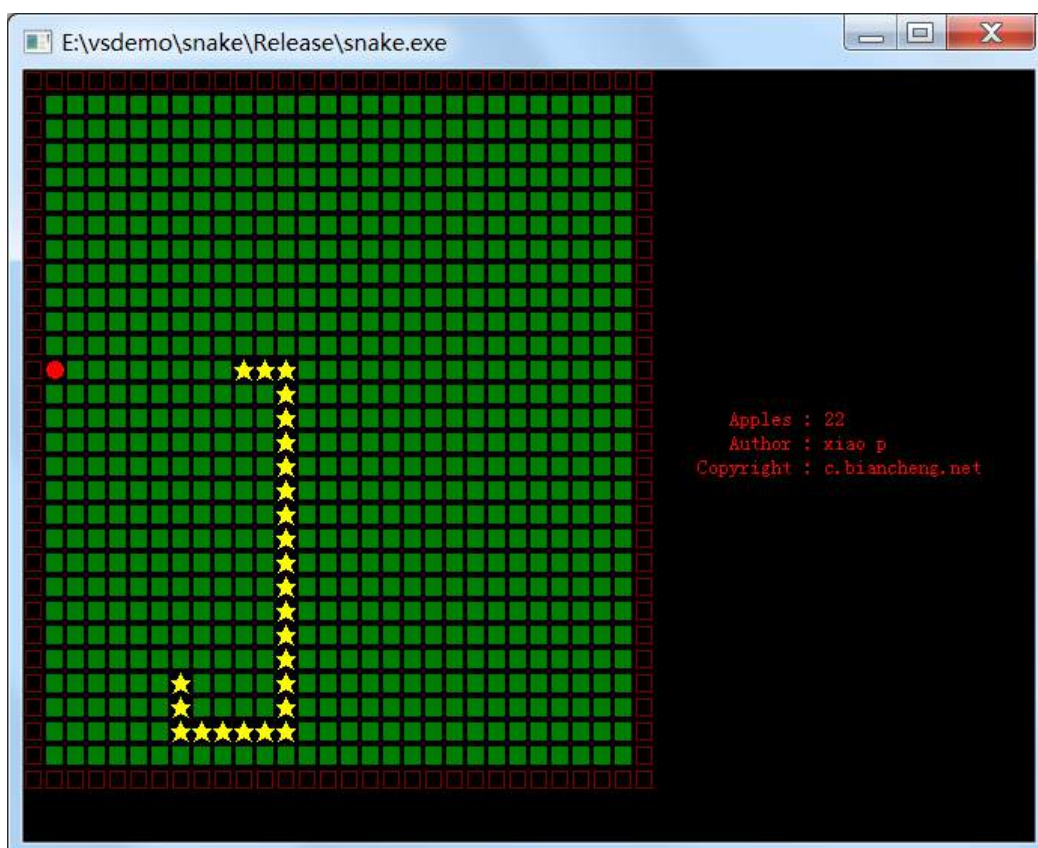 E:\vsdemo\snake\Release\snake.exe
Apples : 22
Author : xiao p
Copyright : c.biancheng.net